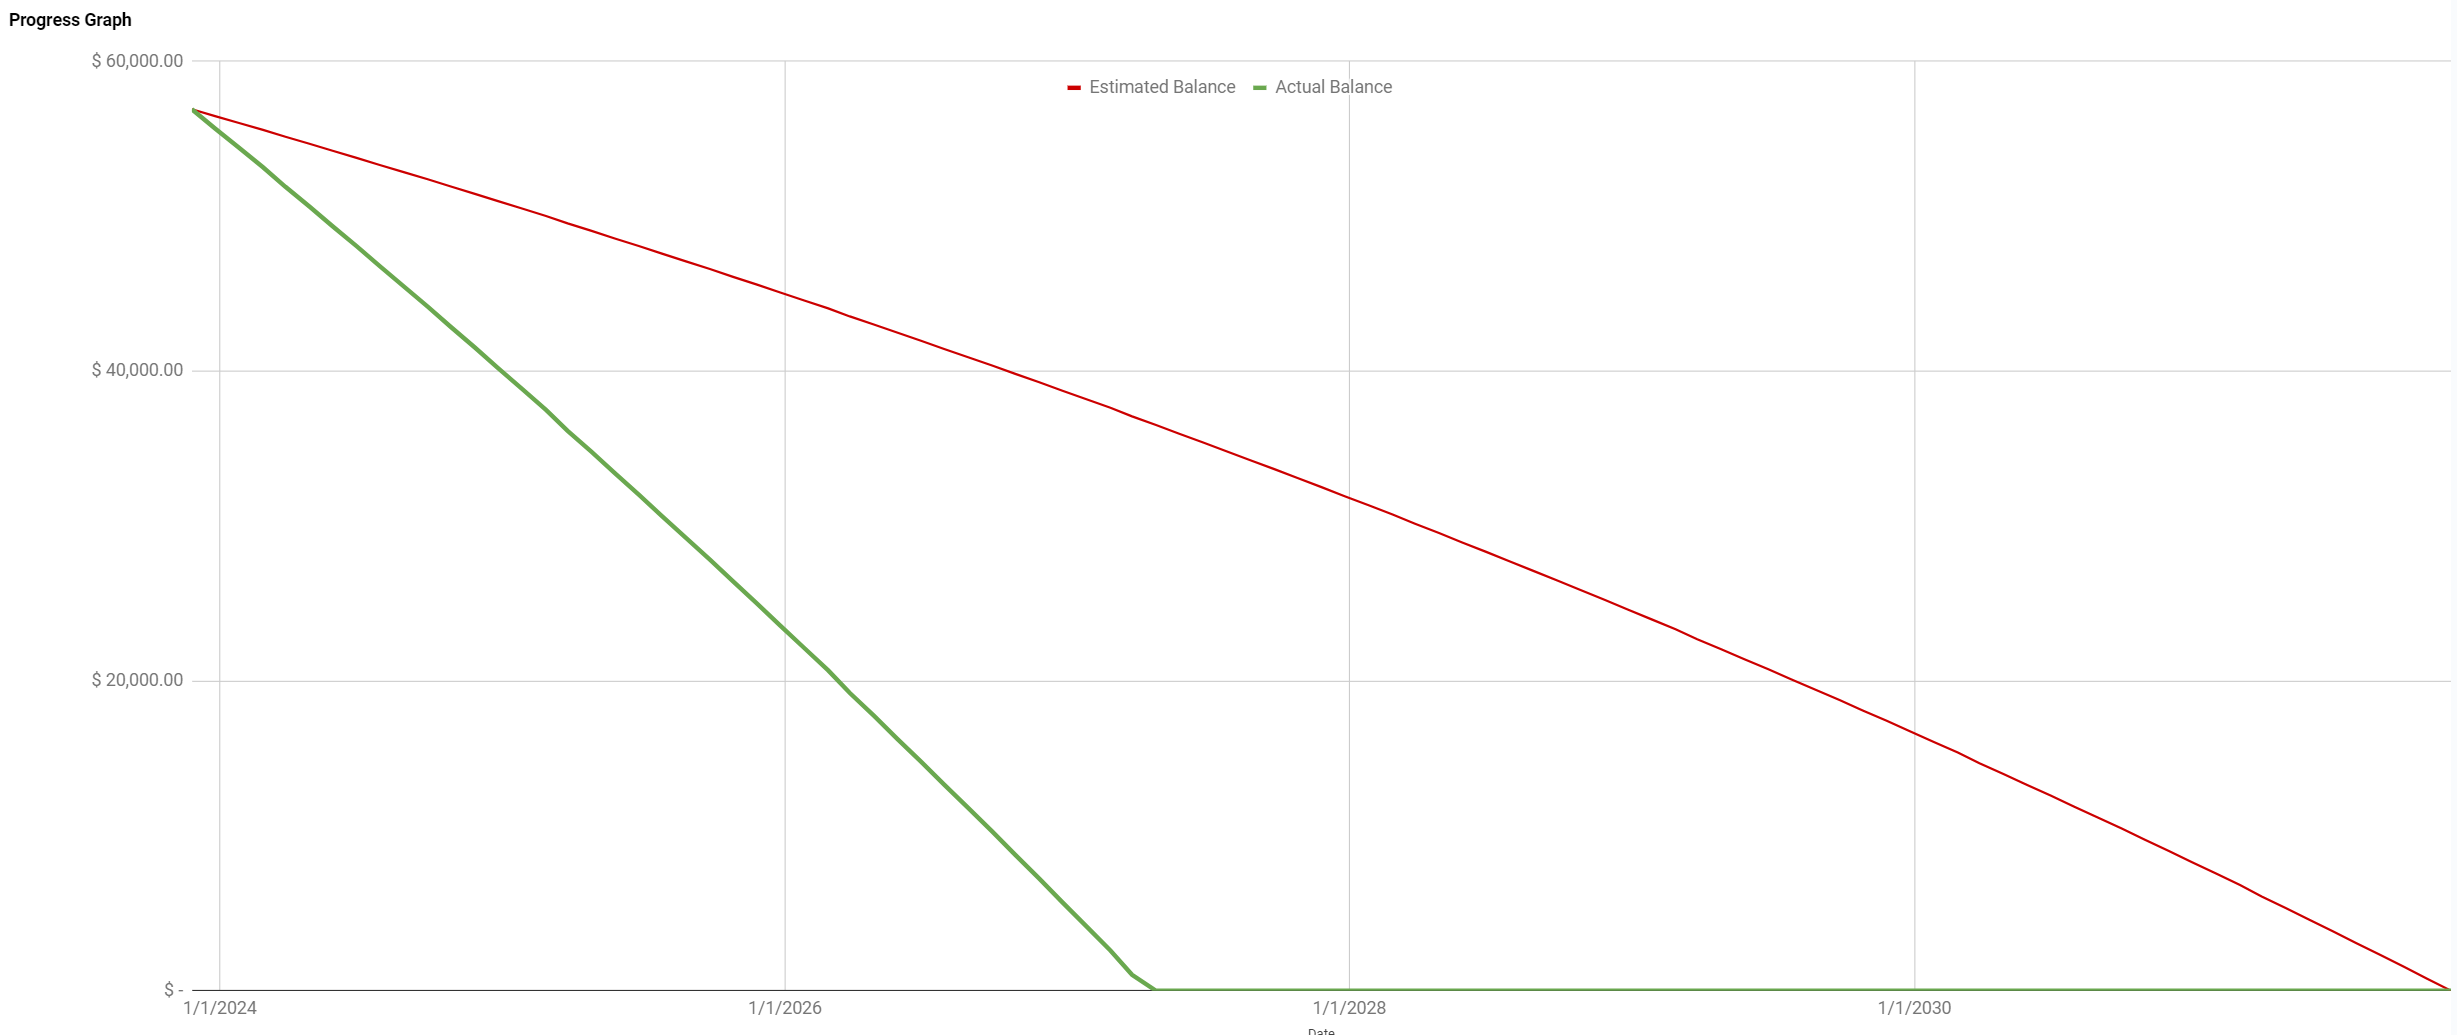 Progress Graph
$ 60,000.00
Estimated Balance Actual Balance
$ 40,000.00
$ 20,000.00
$ -
1/1/2024 1/1/2026 1/1/2028 1/1/2030
Date